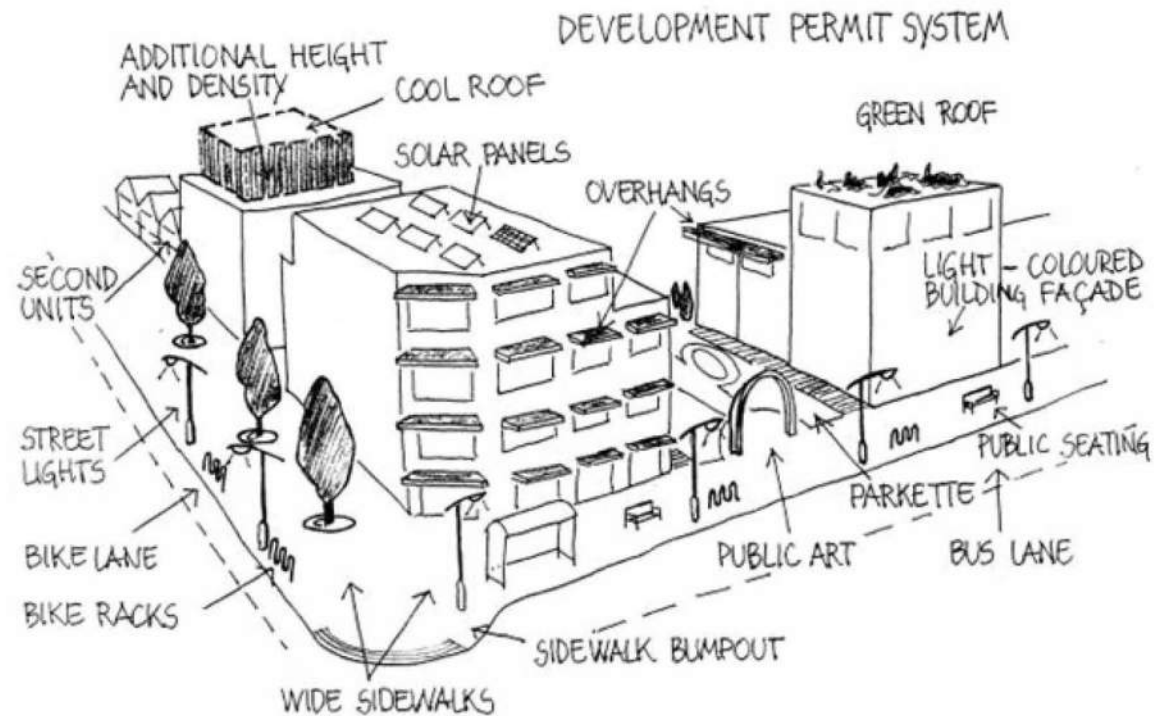 DEVELOPMENT PERMIT SYSTEM
ADDITIONAL HEIGHT
AND DENSITY
COOL ROOF
GREEN ROOF
SOLAR PANELS
OVERHANGS
SECOND
UNITS
LIGHT - COLOURED
BUILDING FAÇADE
STREET
LIGHTS
PUBLIC SEATING
PARKETTE
BIKE LANE
PUBLIC ART
BUS LANE
BIKE RACKS
SIDEWALK BUMPOUT
WIDE SIDEWALKS